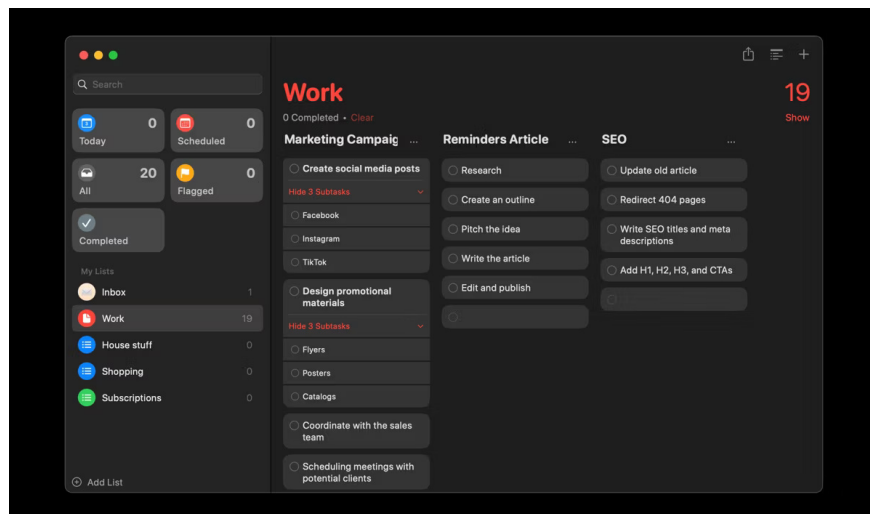 Search
0
Today
0
Scheduled
20
All
0
Flagged
Completed
My Lists
Inbox 1
Work 19
House stuff 0
Shopping 0
Subscriptions 0
Add List
Work 19
0 Completed • Clear Show
Marketing Campaig ...
Create social media posts
Hide 3 Subtasks
Facebook
Instagram
TikTok
Design promotional
materials
Hide 3 Subtasks
Flyers
Posters
Catalogs
Coordinate with the sales
team
Scheduling meetings with
potential clients
Reminders Article ...
Research
Create an outline
Pitch the idea
Write the article
Edit and publish
SEO ...
Update old article
Redirect 404 pages
Write SEO titles and meta
descriptions
Add H1, H2, H3, and CTAs